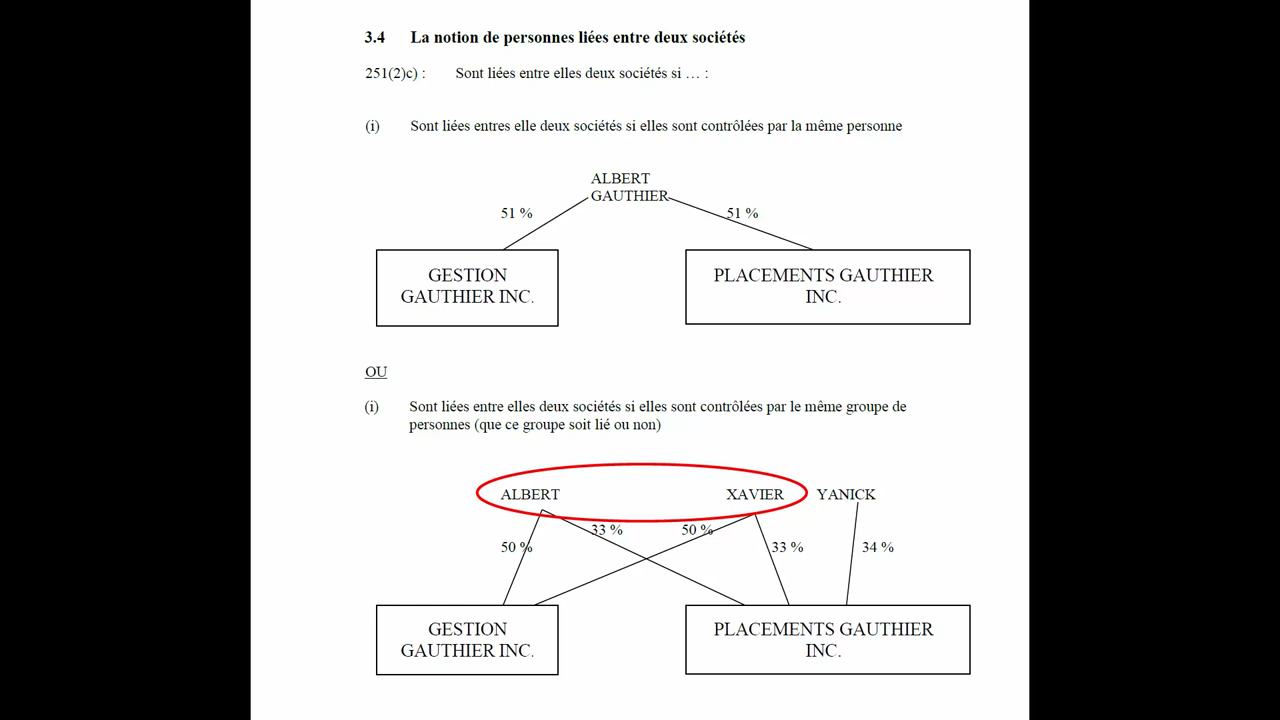 3.4 La notion de personnes liées entre deux sociétés
251(2)c) : Sont liées entre elles deux sociétés si … :
(i) Sont liées entres elle deux sociétés si elles sont contrôlées par la même personne
ALBERT
GAUTHIER
51 % 51 %
GESTION
GAUTHIER INC.
PLACEMENTS GAUTHIER
INC.
OU
(i) Sont liées entre elles deux sociétés si elles sont contrôlées par le même groupe de
personnes (que ce groupe soit lié ou non)
ALBERT XAVIER YANICK
33 % 50 %
50 % 33 % 34 %
GESTION
GAUTHIER INC.
PLACEMENTS GAUTHIER
INC.